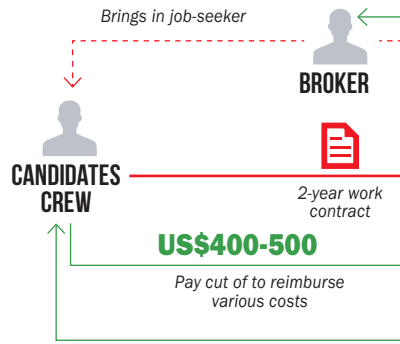 Brings in job-seeker
BROKER
CANDIDATES
CREW
2-year work
contract
US$400-500
Pay cut of to reimburse
various costs